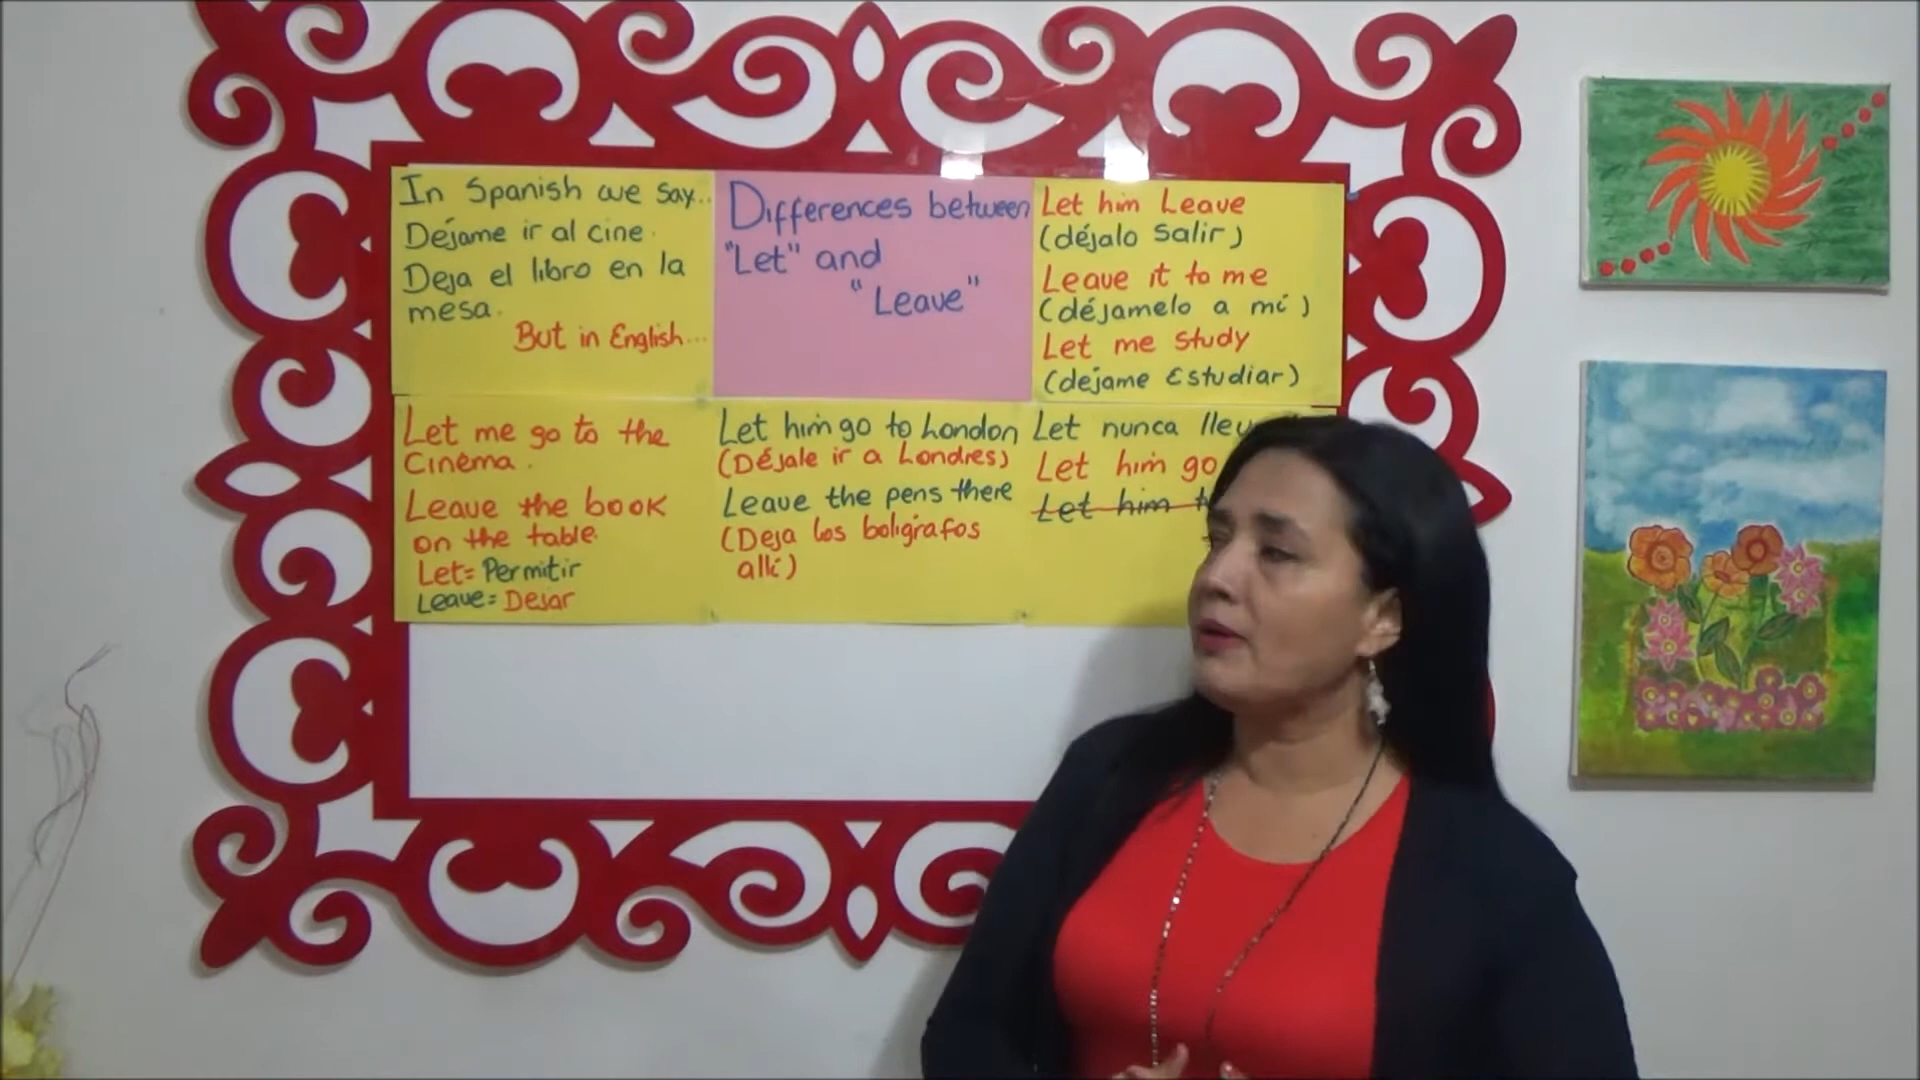 In Spanish we say...
Déjame ir al cine.
Deja el libro en la
mesa.
But in English...
Differences between
"Let" and
"Leave"
Let him Leave
(déjalo Salir)
Leave it to me
(déjamelo a mí)
Let me study
(dejame Estudiar)
Let me go to the
Cinema.
Leave the book
on the table.
Let= Permitir
Leave= Dejar
Let him go to London
(Déjale ir a Londres)
Leave the pens there
(Deja los boligrafos
allí)
Let nunca
Let him go
Let him